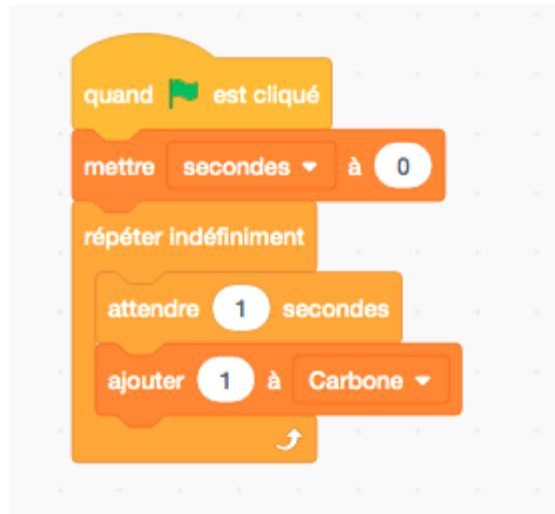 quand est cliqué
mettre secondes à 0
répéter indéfiniment
attendre 1 secondes
ajouter 1 à Carbone